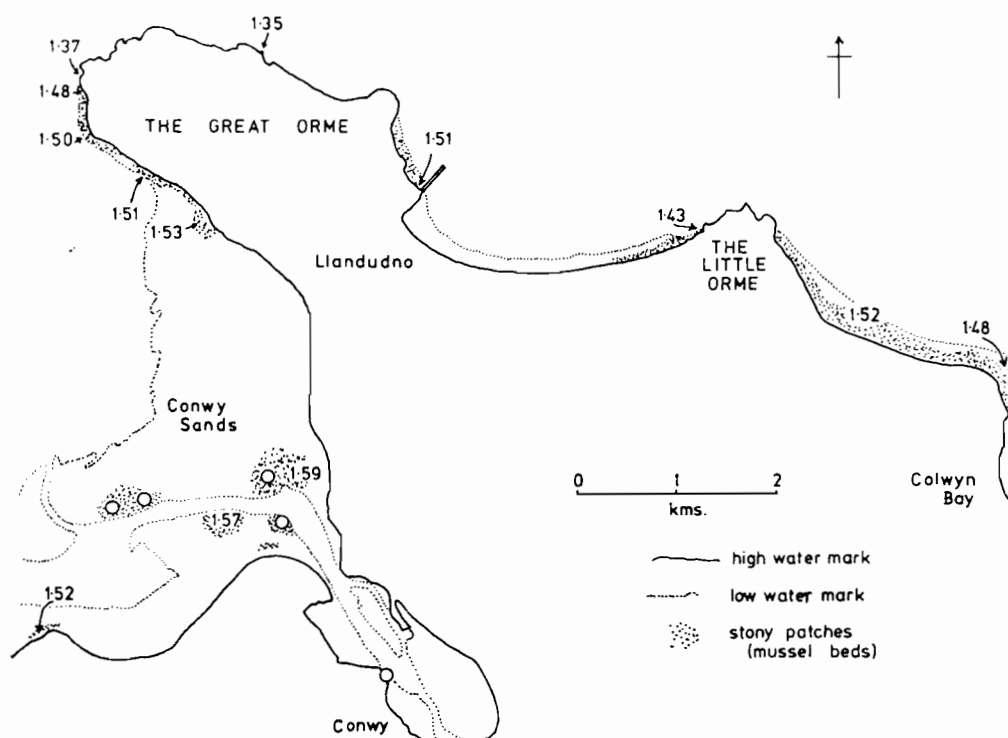 1·35
1·37
1·48
THE GREAT ORME
1·50
1·51
1·51
1·53
1·43
Llandudno
THE
LITTLE
ORME
1·52
1·48
Conwy
Sands
1·59
0 1 2
kms.
Colwyn
Bay
1·57
high water mark
1·52
low water mark
stony patches
(mussel beds)
Conwy